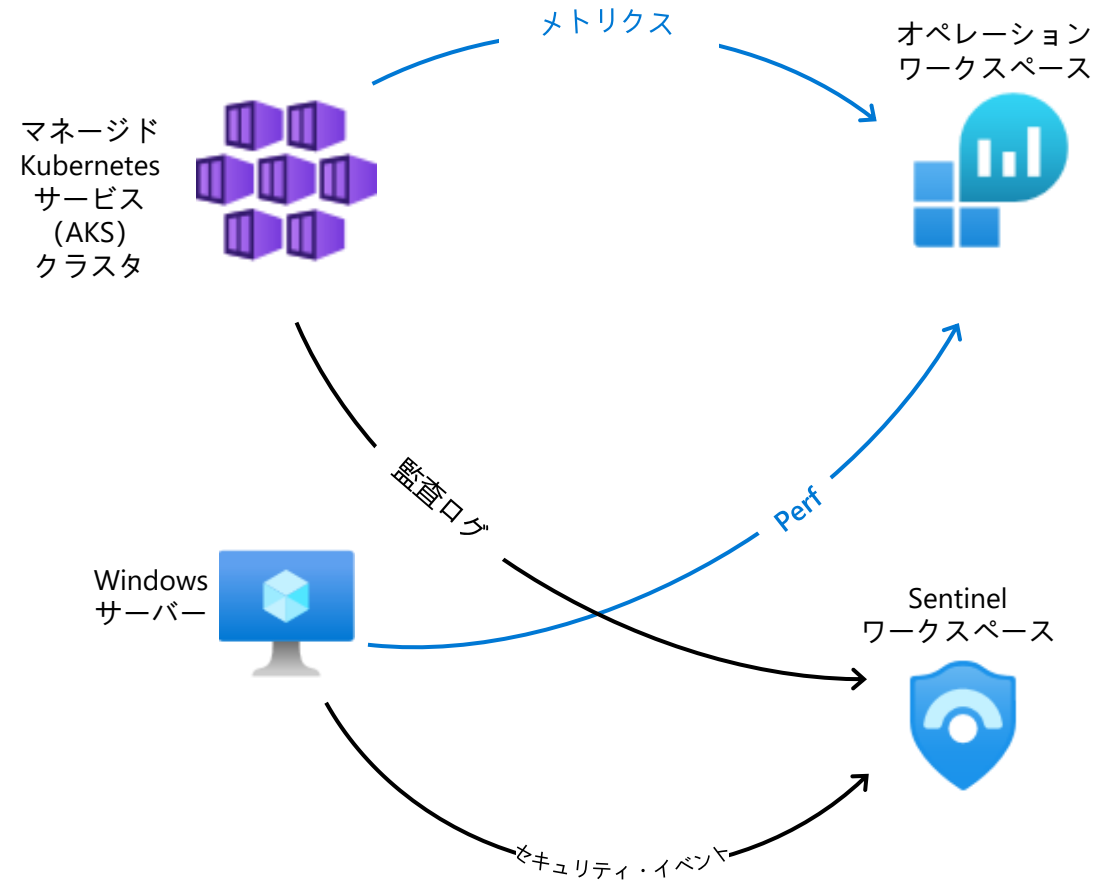 メトリクス
オペレーション
ワークスペース
マネージド
Kubernetes
サービス
(AKS)
クラスタ
監査ログ
Perf
Windows
サーバー
Sentinel
ワークスペース
セキュリティ・イベント